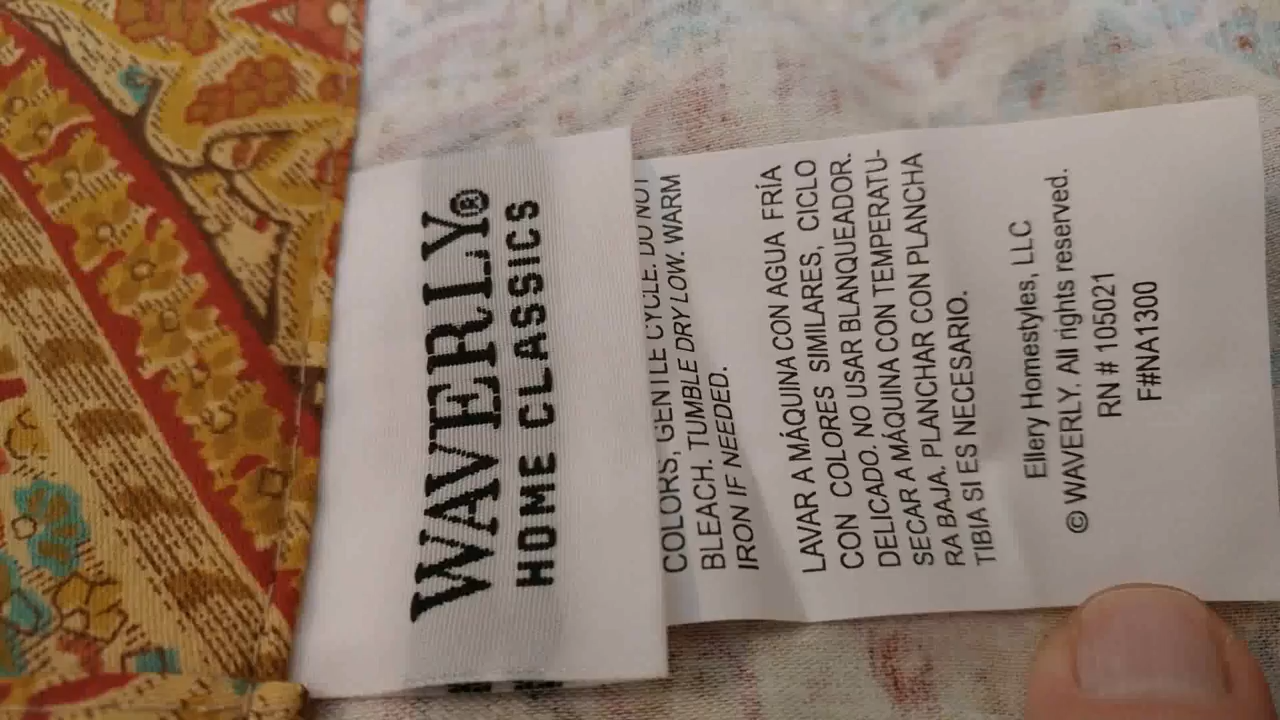 WAVERLY®
HOME CLASSICS
COLORS, GENTLE CYCLE. DO NOT
BLEACH. TUMBLE DRY LOW. WARM
IRON IF NEEDED.
LAVAR A MÁQUINA CON AGUA FRÍA
CON COLORES SIMILARES, CICLO
DELICADO. NO USAR BLANQUEADOR.
SECAR A MÁQUINA CON TEMPERATU-
RA BAJA. PLANCHAR CON PLANCHA
TIBIA SI ES NECESARIO.
Ellery Homestyles, LLC
© WAVERLY. All rights reserved.
RN # 105021
F#NA1300